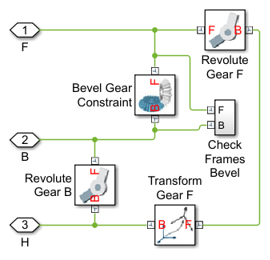 1
F
F
B
Revolute
Gear F
Bevel Gear
Constraint
F
B
F
B
Check
Frames
Bevel
2
B
Revolute
Gear B
F
B
Transform
Gear F
3
H
B
F